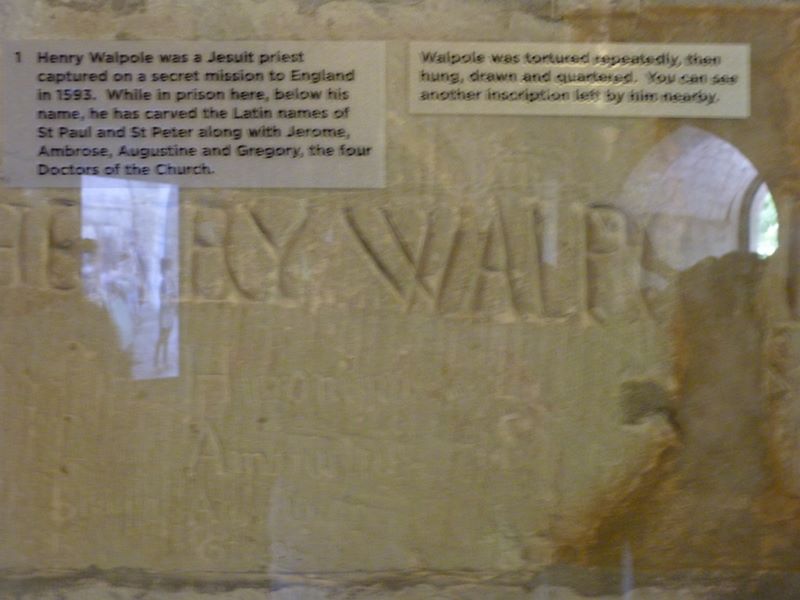 1 Henry Walpole was a Jesuit priest
captured on a secret mission to England
in 1593. While in prison here, below his
name, he has carved the Latin names of
St Paul and St Peter along with Jerome,
Ambrose, Augustine and Gregory, the four
Doctors of the Church.
Walpole was tortured repeatedly, then
hung, drawn and quartered. You can see
another inscription left by him nearby.
HENRY WALP